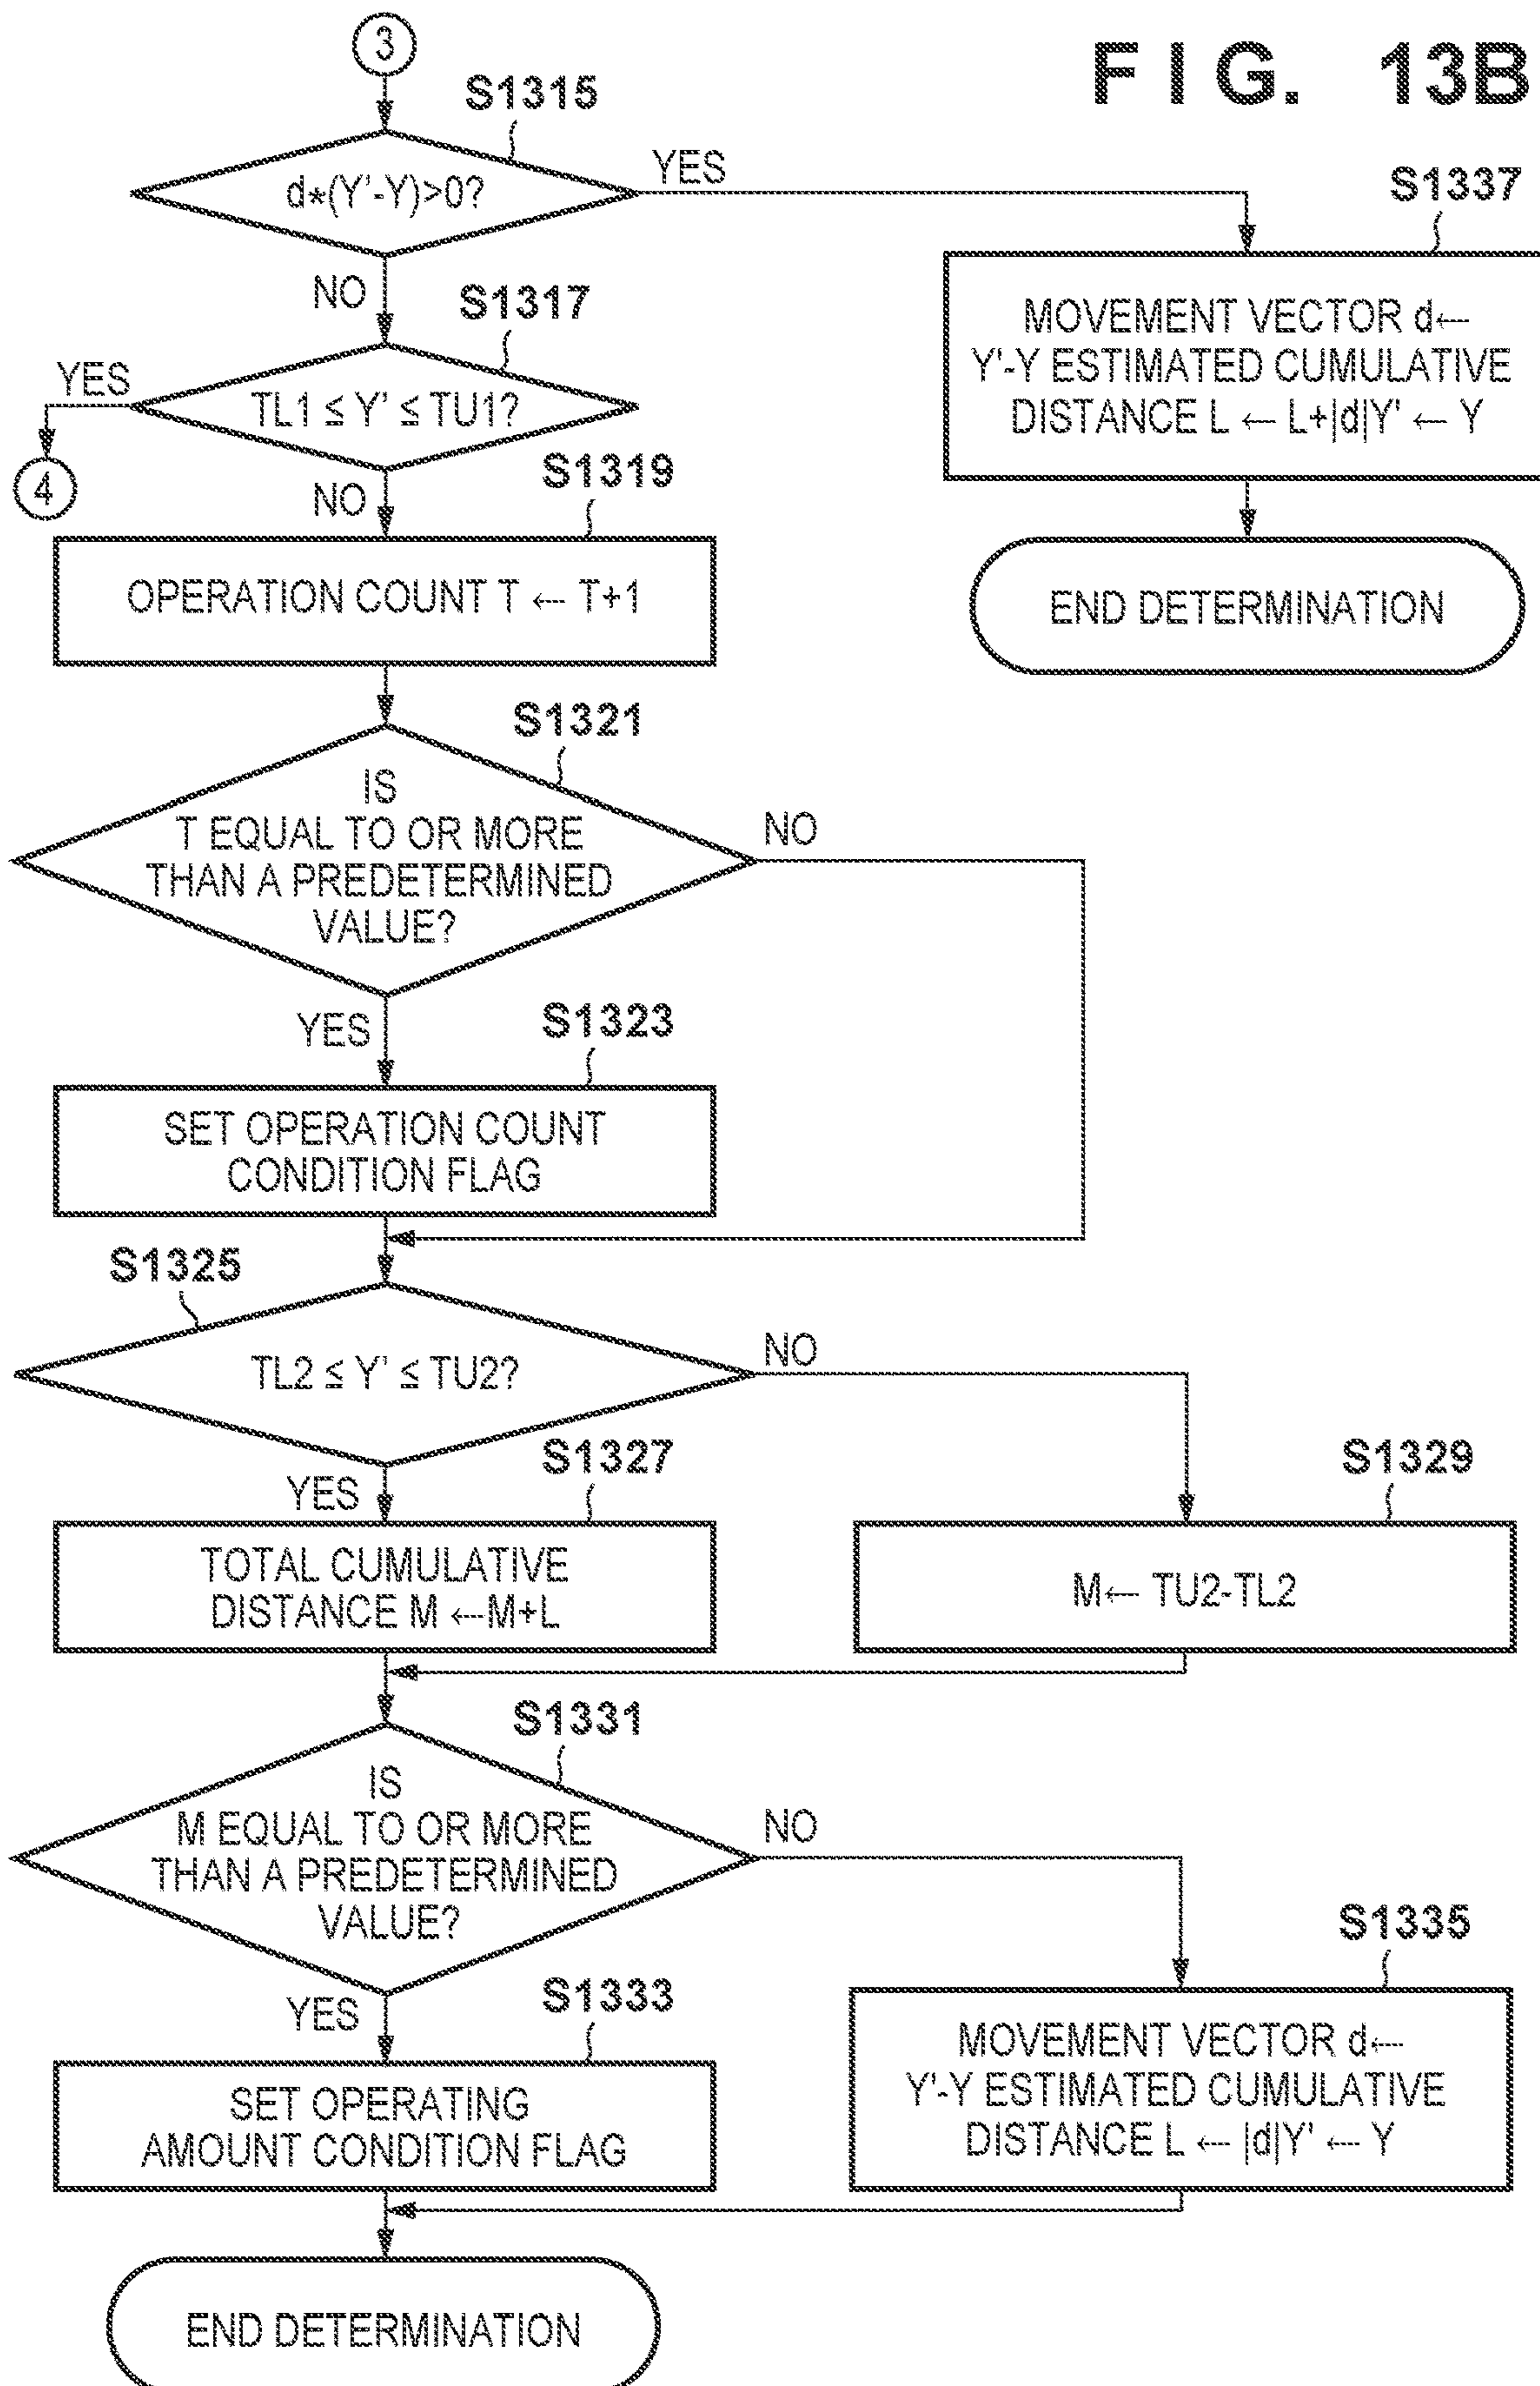 FIG. 13B
3
S1315
d*(Y'-Y)>0?
YES
S1337
MOVEMENT VECTOR d←
Y'-Y ESTIMATED CUMULATIVE
DISTANCE L ← L+|d|Y' ← Y
END DETERMINATION
NO
S1317
TL1 ≤ Y' ≤ TU1?
YES
4
NO
S1319
OPERATION COUNT T ← T+1
S1321
IS
T EQUAL TO OR MORE
THAN A PREDETERMINED
VALUE?
NO
YES
S1323
SET OPERATION COUNT
CONDITION FLAG
S1325
TL2 ≤ Y' ≤ TU2?
NO
YES
S1327
TOTAL CUMULATIVE
DISTANCE M ←M+L
S1329
M← TU2-TL2
S1331
IS
M EQUAL TO OR MORE
THAN A PREDETERMINED
VALUE?
NO
YES
S1333
SET OPERATING
AMOUNT CONDITION FLAG
S1335
MOVEMENT VECTOR d←
Y'-Y ESTIMATED CUMULATIVE
DISTANCE L ← |d|Y' ← Y
END DETERMINATION